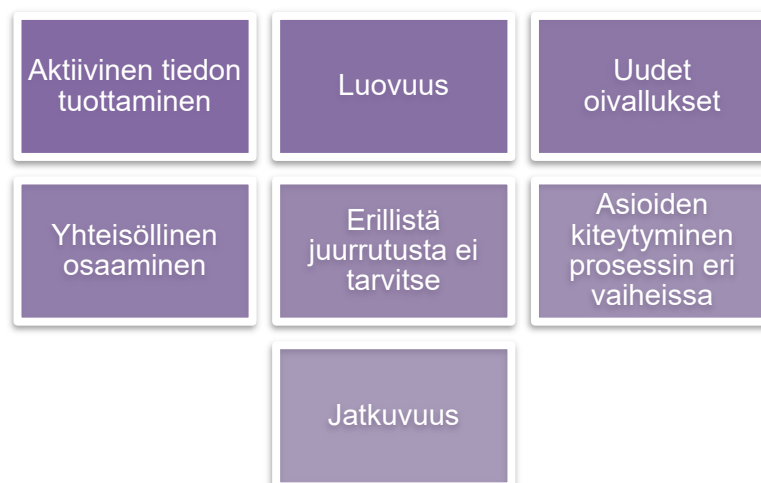 Aktiivinen tiedon
tuottaminen
Luovuus
Uudet
oivallukset
Yhteisöllinen
osaaminen
Erillistä
juurrutusta ei
tarvitse
Asioiden
kiteytyminen
prosessin eri
vaiheissa
Jatkuvuus